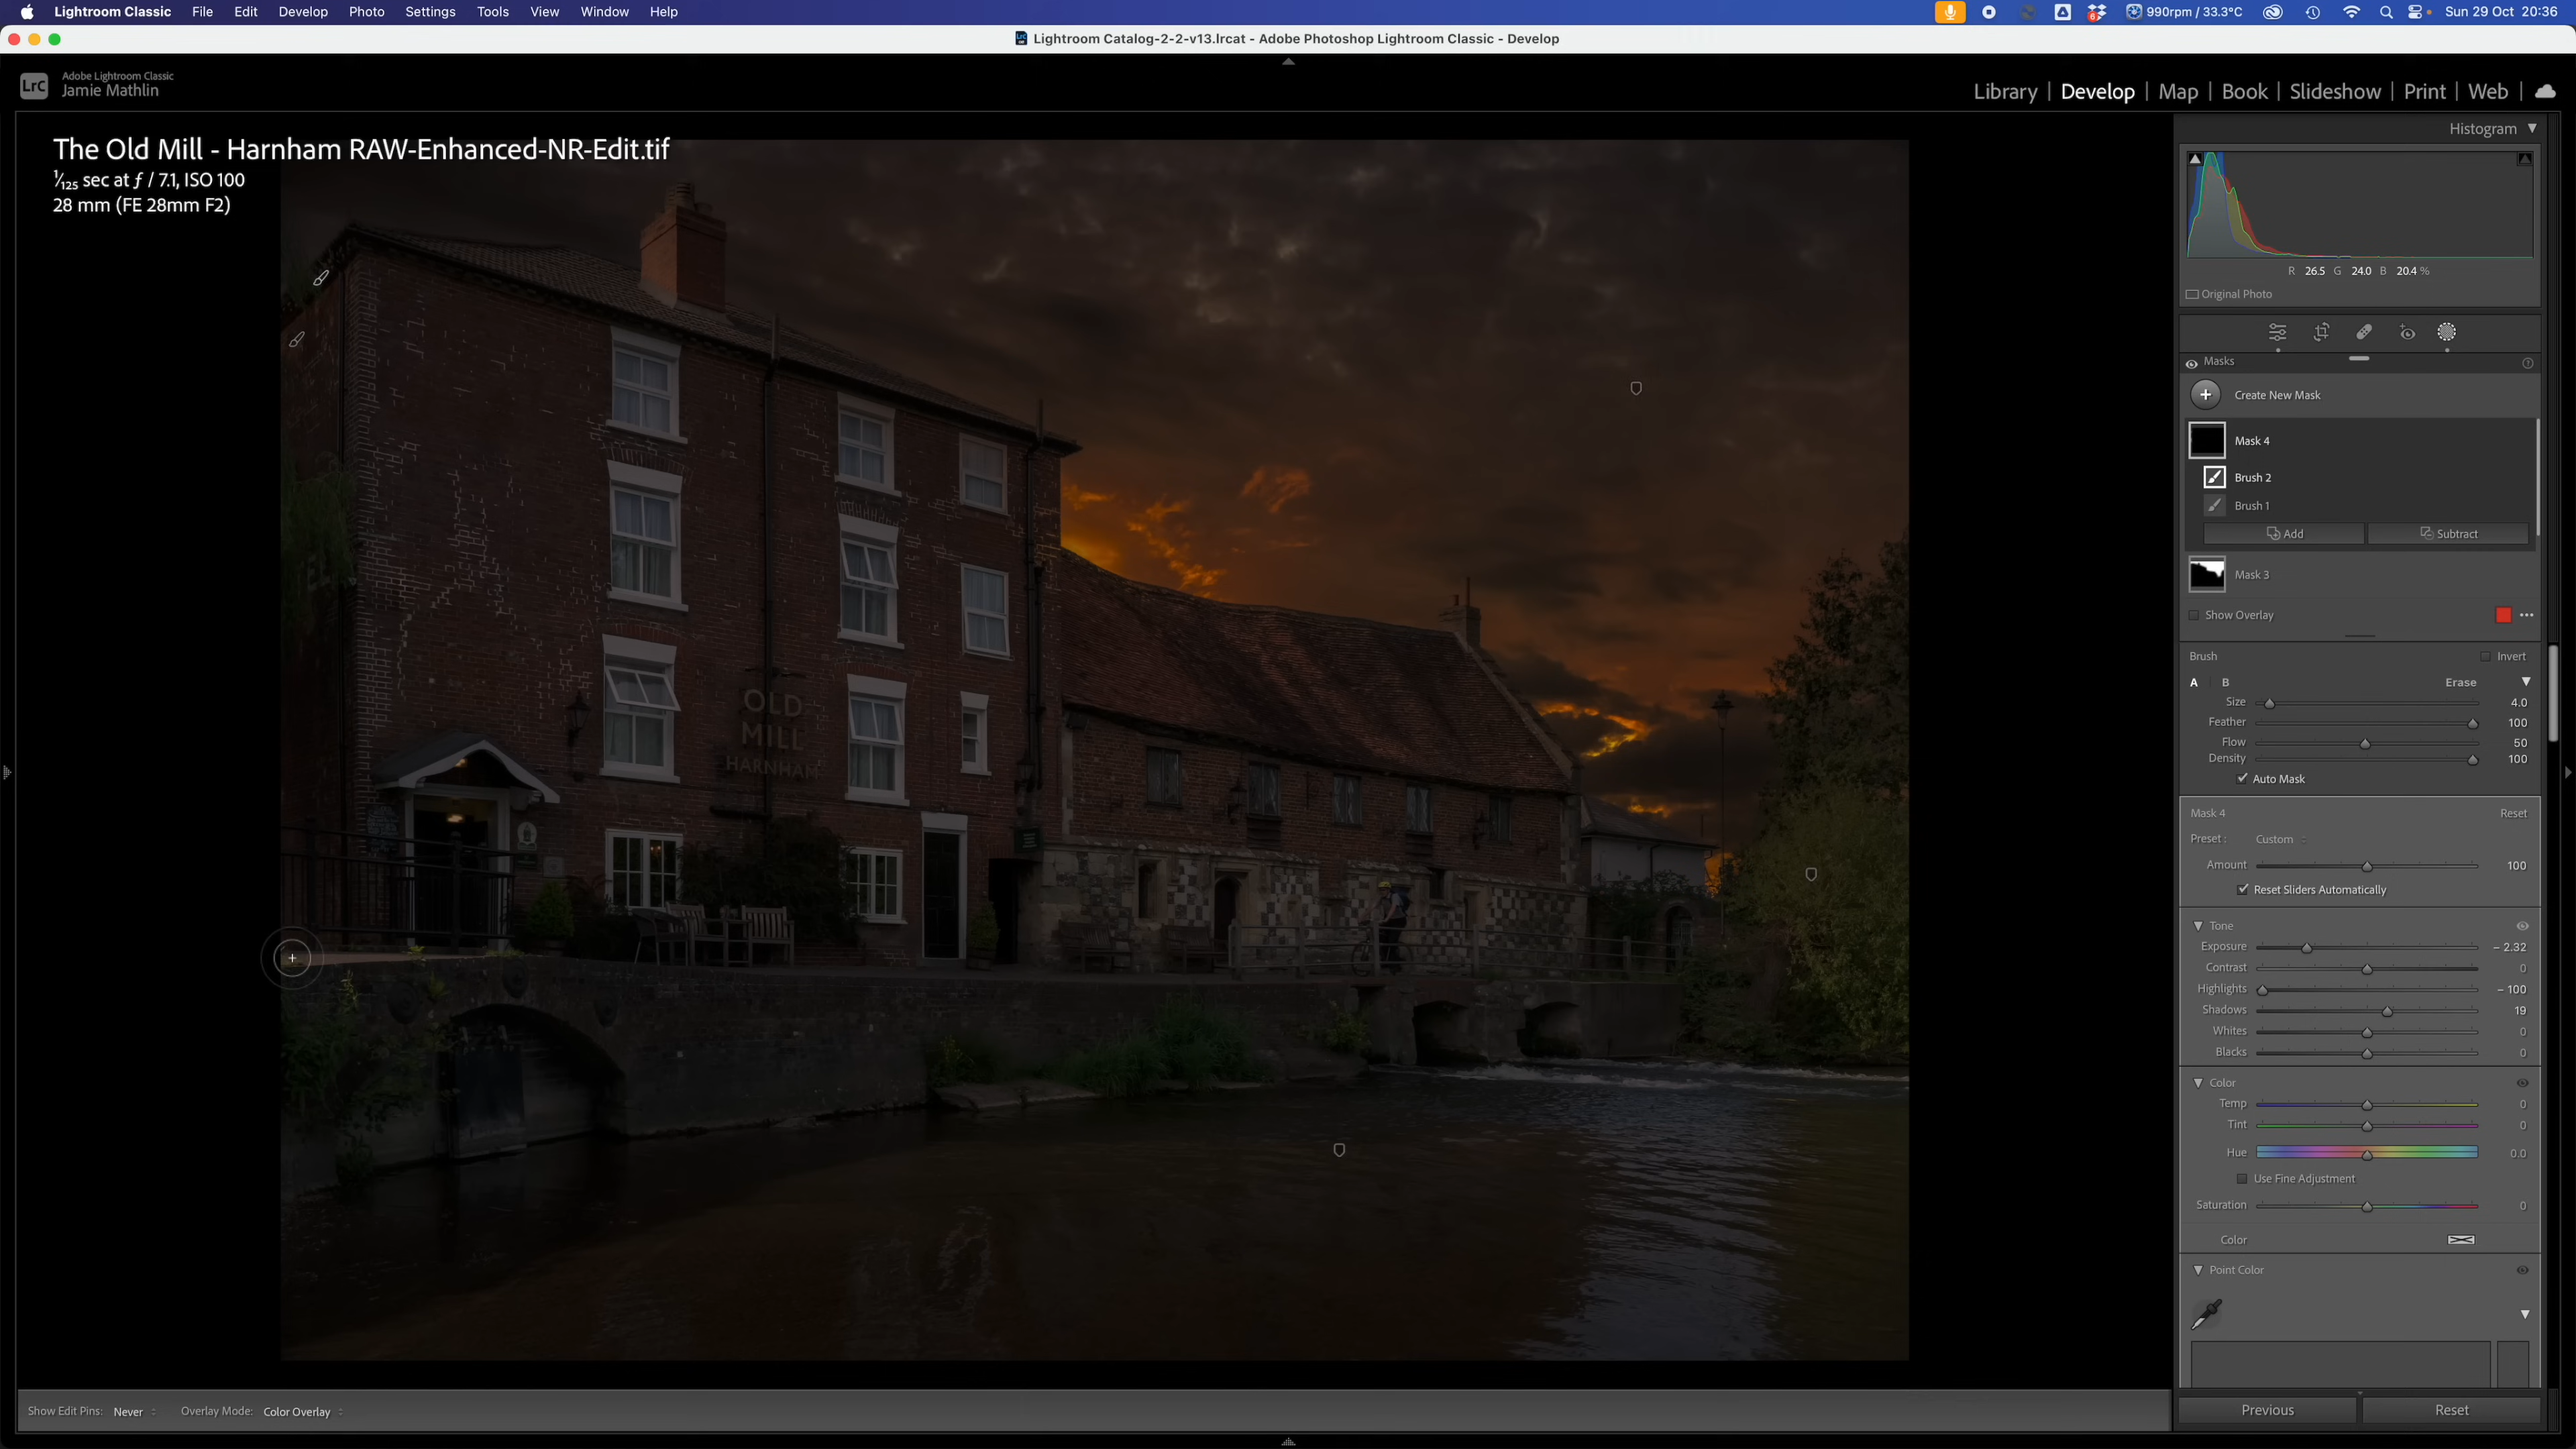 Lightroom Classic File Edit Develop Photo Settings Tools View Window Help 6 990rpm / 33.3°C Sun 29 Oct 20:36
Lightroom Catalog-2-2-v13.lrcat - Adobe Photoshop Lightroom Classic - Develop
LrC Adobe Lightroom Classic
Jamie Mathlin
Library | Develop | Map | Book | Slideshow | Print | Web |
The Old Mill - Harnham RAW-Enhanced-NR-Edit.tif
1/125 sec at ƒ / 7.1, ISO 100
28 mm (FE 28mm F2)
OLD
MILL
HARNHAM
Histogram
R 26.5 G 24.0 B 20.4 %
Original Photo
Masks
Create New Mask
Mask 4
Brush 2
Brush 1
Add Subtract
Mask 3
Show Overlay
Brush Invert
A B Erase
Size 4.0
Feather 100
Flow 50
Density 100
Auto Mask
Mask 4 Reset
Preset : Custom
Amount 100
Reset Sliders Automatically
Tone
Exposure – 2.32
Contrast 0
Highlights – 100
Shadows 19
Whites 0
Blacks 0
Color
Temp 0
Tint 0
Hue 0.0
Use Fine Adjustment
Saturation 0
Color
Point Color
Previous Reset
Show Edit Pins: Never Overlay Mode: Color Overlay